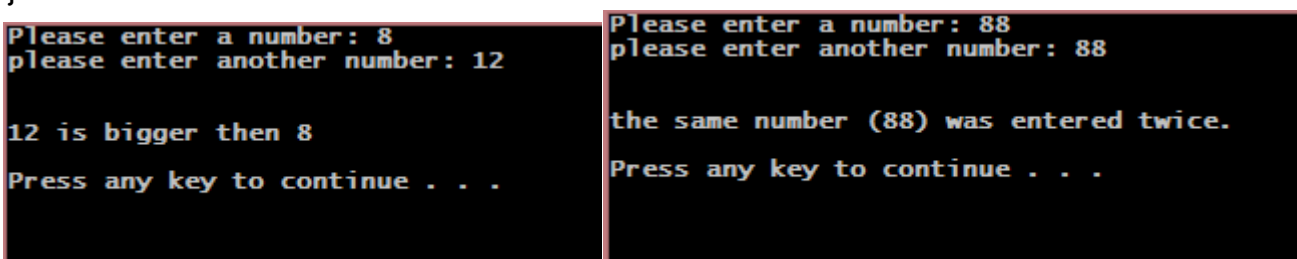 Please enter a number: 8
please enter another number: 12
12 is bigger then 8
Press any key to continue . . .
Please enter a number: 88
please enter another number: 88
the same number (88) was entered twice.
Press any key to continue . . .